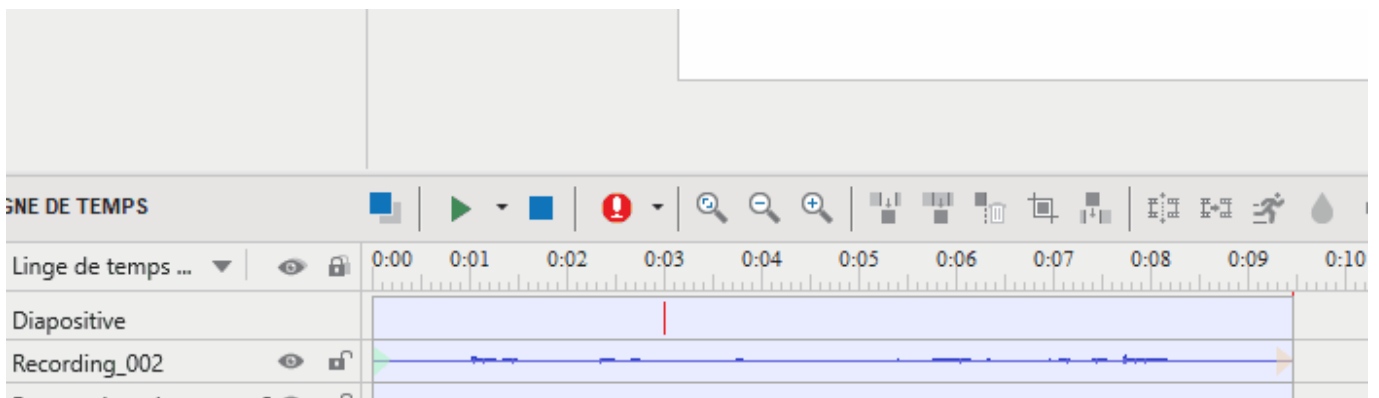 GNE DE TEMPS
Linge de temps ... 0:00 0:01 0:02 0:03 0:04 0:05 0:06 0:07 0:08 0:09 0:10
Diapositive
Recording_002